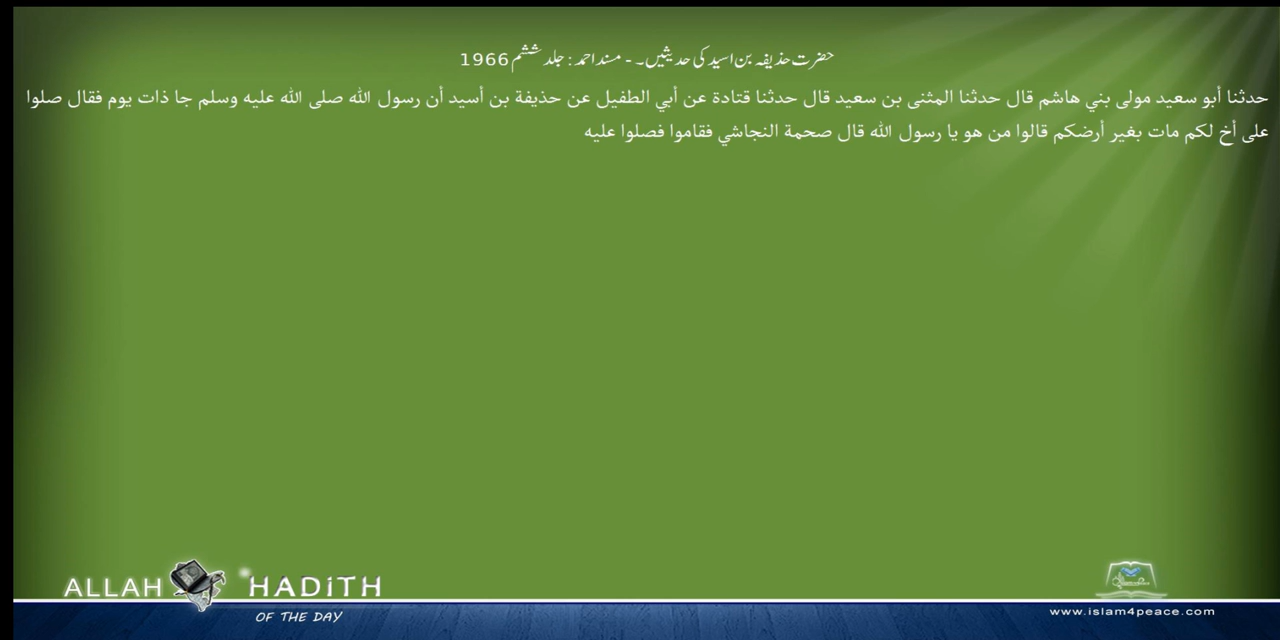 حضرت حذیفہ بن اسید کی حدیثیں۔ - مسند احمد : جلد ششم 1966
حدثنا أبو سعيد مولى بني هاشم قال حدثنا المثنى بن سعيد قال حدثنا قتادة عن أبي الطفيل عن حذيفة بن أسيد أن رسول الله صلى الله عليه وسلم جا ذات يوم فقال صلوا
على أخ لكم مات بغير أرضكم قالوا من هو يا رسول الله قال صحمة النجاشي فقاموا فصلوا عليه
ALLAH HADITH
OF THE DAY
www.islam4peace.com